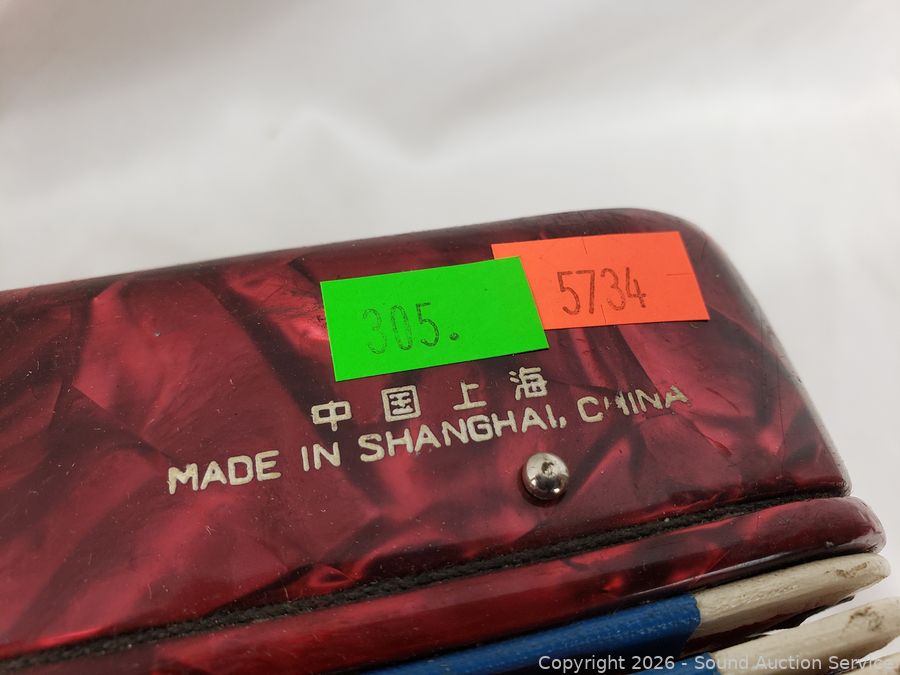 305.
5734
中国上海
MADE IN SHANGHAI, CHINA
Copyright 2026 - Sound Auction Service